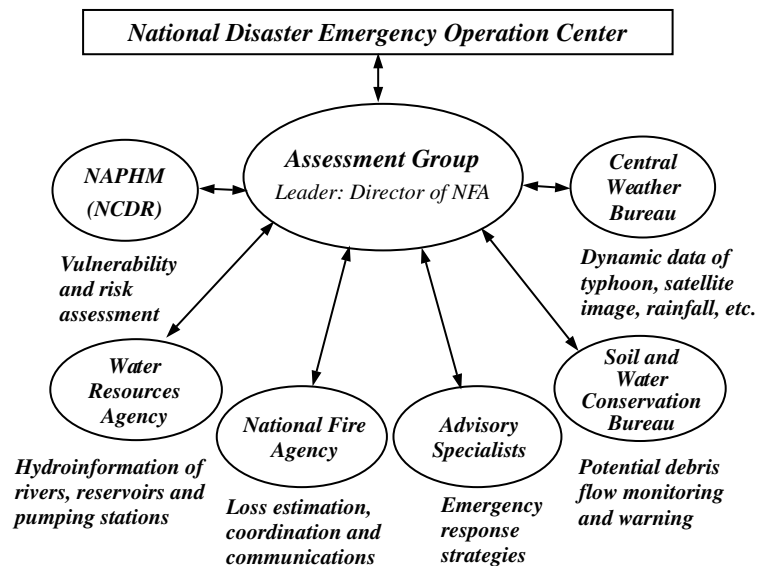 National Disaster Emergency Operation Center
Assessment Group
Leader: Director of NFA
NAPHM
(NCDR)
Vulnerability
and risk
assessment
Central
Weather
Bureau
Dynamic data of
typhoon, satellite
image, rainfall, etc.
Water
Resources
Agency
Hydroinformation of
rivers, reservoirs and
pumping stations
National Fire
Agency
Loss estimation,
coordination and
communications
Advisory
Specialists
Emergency
response
strategies
Soil and
Water
Conservation
Bureau
Potential debris
flow monitoring
and warning